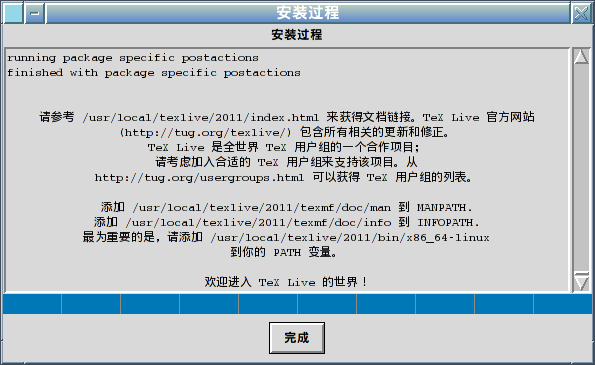 安装过程
安装过程
running package specific postactions
finished with package specific postactions
请参考 /usr/local/texlive/2011/index.html 来获得文档链接。TeX Live 官方网站
(http://tug.org/texlive/) 包含所有相关的更新和修正。
TeX Live 是全世界 TeX 用户组的一个合作项目；
请考虑加入合适的 TeX 用户组来支持该项目。从
http://tug.org/usergroups.html 可以获得 TeX 用户组的列表。
添加 /usr/local/texlive/2011/texmf/doc/man 到 MANPATH.
添加 /usr/local/texlive/2011/texmf/doc/info 到 INFOPATH.
最为重要的是，请添加 /usr/local/texlive/2011/bin/x86_64-linux
到你的 PATH 变量。
欢迎进入 TeX Live 的世界！
完成